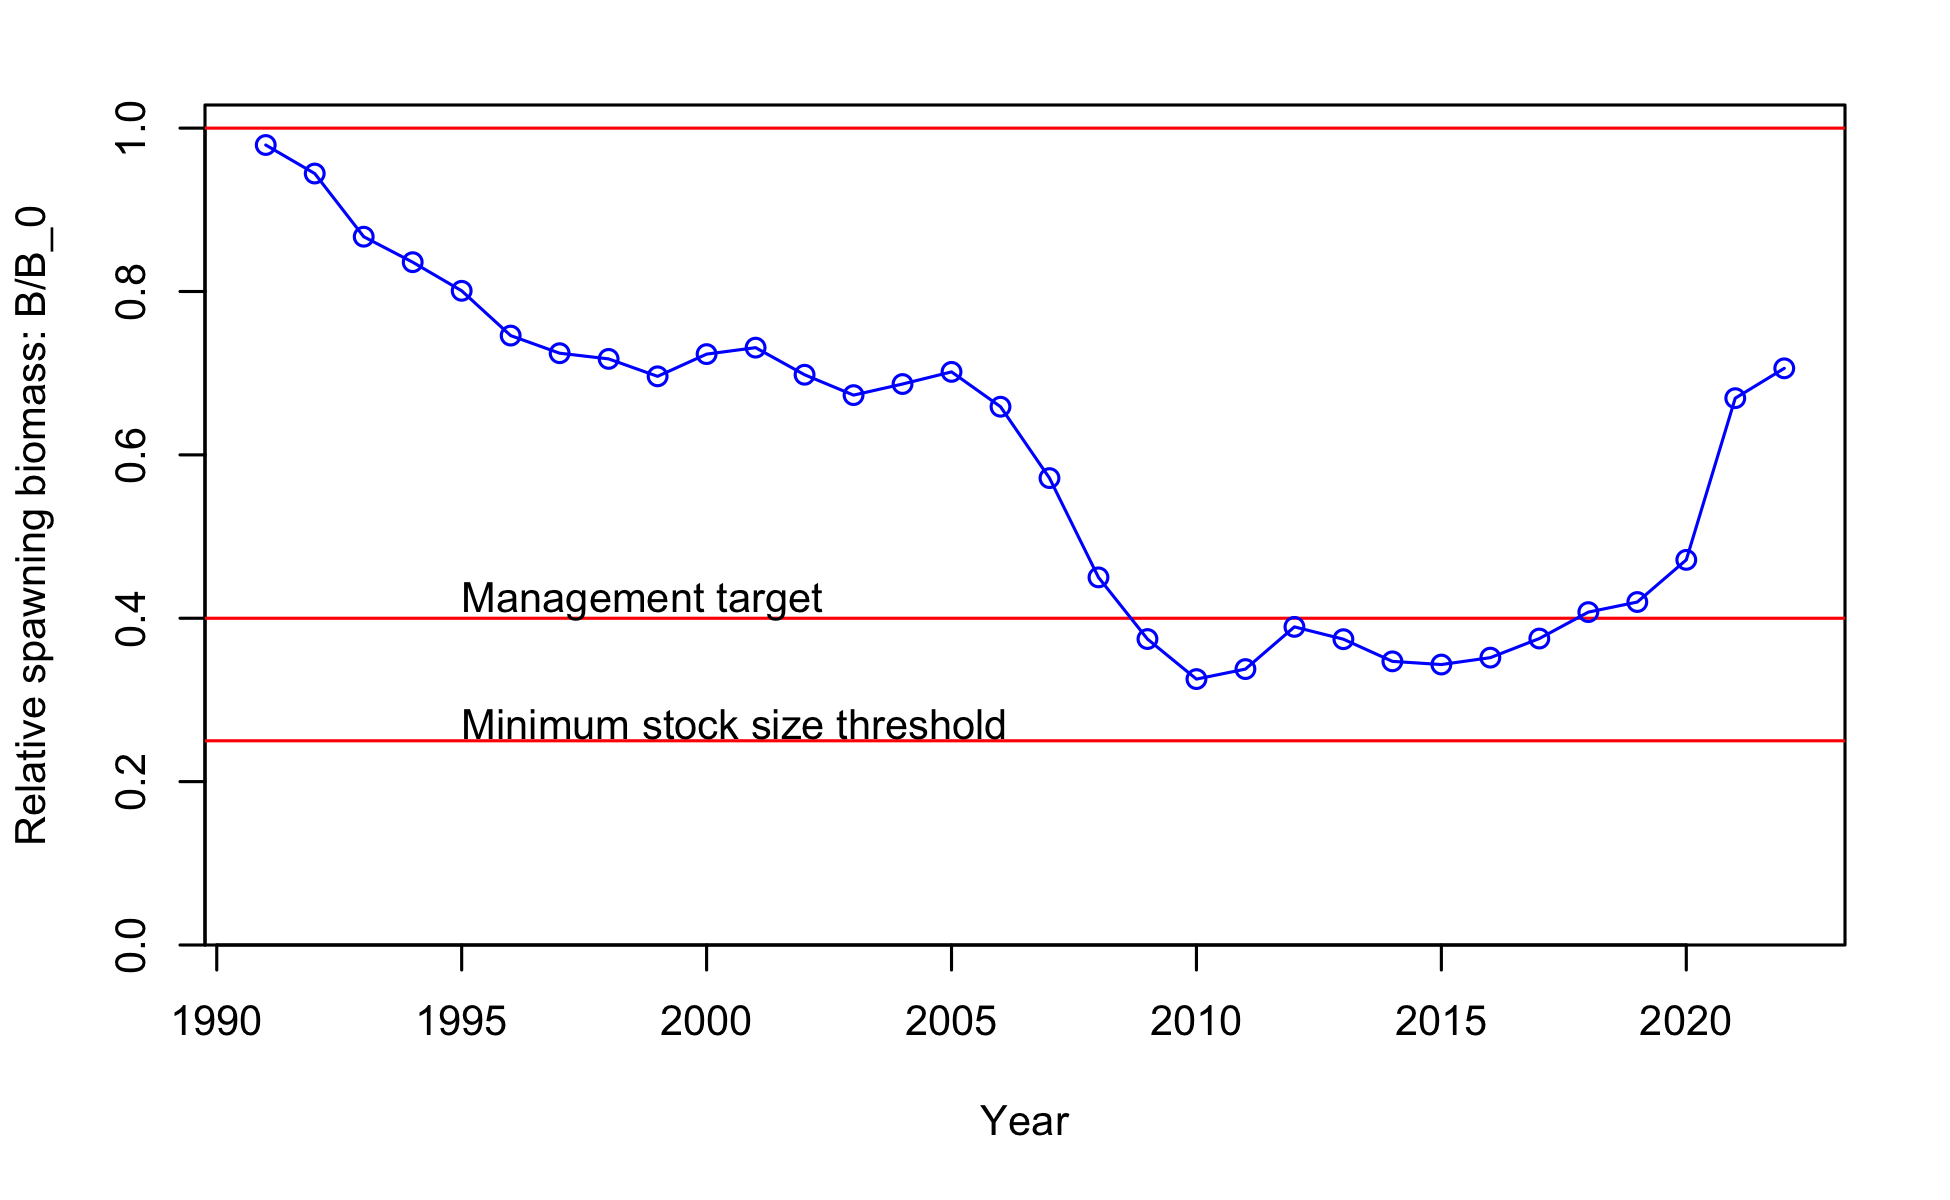 Relative spawning biomass: B/B_0
1.0
0.8
0.6
0.4
0.2
0.0
Management target
Minimum stock size threshold
1990 1995 2000 2005 2010 2015 2020
Year